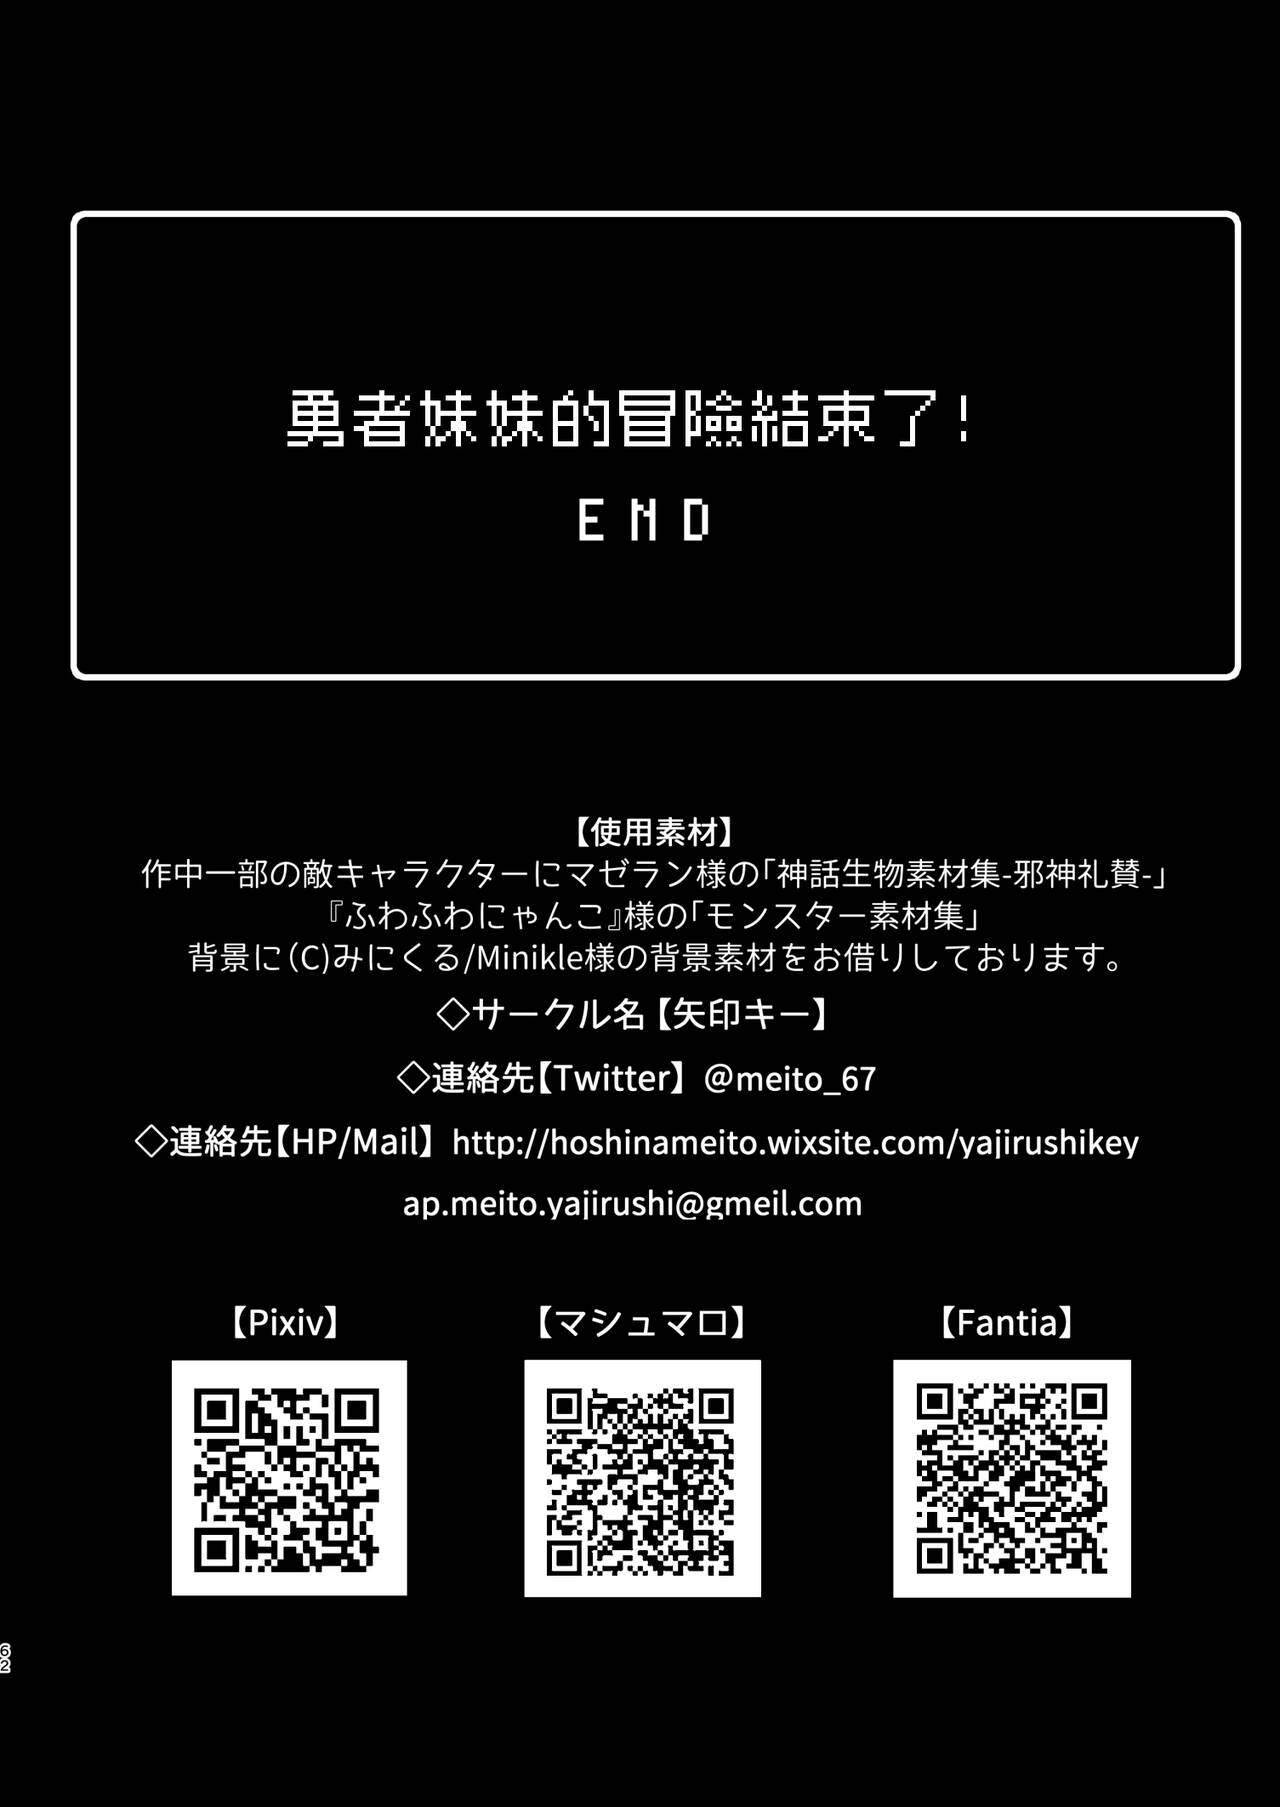 勇者妹妹的冒險結束了!
END
【使用素材】
作中一部の敵キャラクターにマゼラン様の「神話生物素材集-邪神礼賛-」
『ふわふわにゃんこ』様の「モンスター素材集」
背景に(C)みにくる/Minikle様の背景素材をお借りしております。
◇サークル名【矢印キー】
◇連絡先【Twitter】@meito_67
◇連絡先【HP/Mail】http://hoshinameito.wixsite.com/yajirushikey
ap.meito.yajirushi@gmeil.com
【Pixiv】 【マシュマロ】 【Fantia】
62